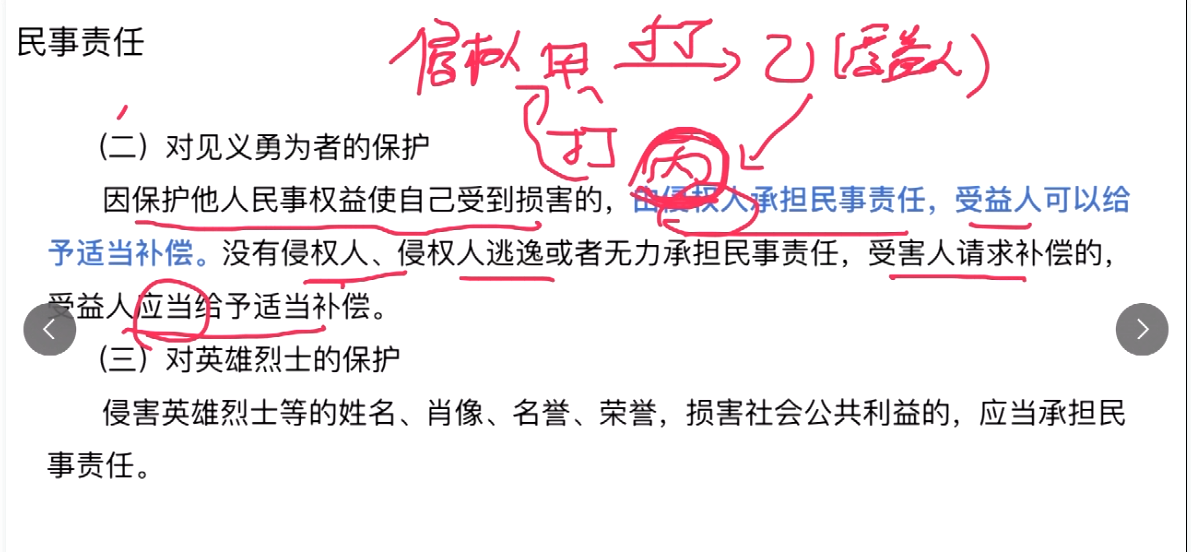 民事责任
侵权人 甲 打了 乙（受益人）
打 丙
（二）对见义勇为者的保护
因保护他人民事权益使自己受到损害的，由侵权人承担民事责任，受益人可以给
予适当补偿。没有侵权人、侵权人逃逸或者无力承担民事责任，受害人请求补偿的，
受益人应当给予适当补偿。
（三）对英雄烈士的保护
侵害英雄烈士等的姓名、肖像、名誉、荣誉，损害社会公共利益的，应当承担民
事责任。